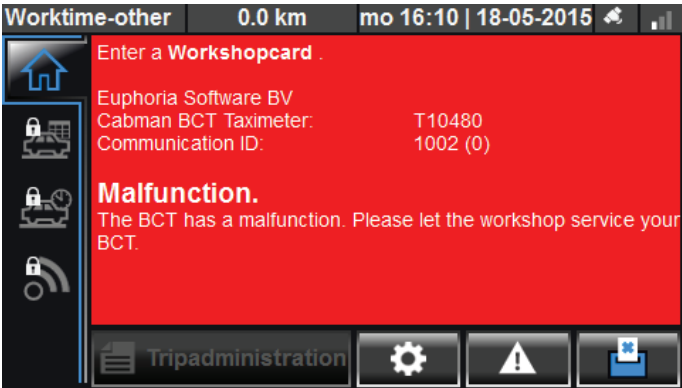 Worktime-other 0.0 km mo 16:10 | 18-05-2015
Enter a Workshopcard .
Euphoria Software BV
Cabman BCT Taximeter: T10480
Communication ID: 1002 (0)
Malfunction.
The BCT has a malfunction. Please let the workshop service your
BCT.
Tripadministration